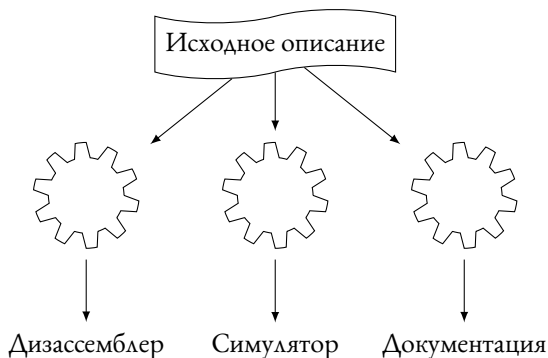 Исходное описание
Дизассемблер
Симулятор
Документация